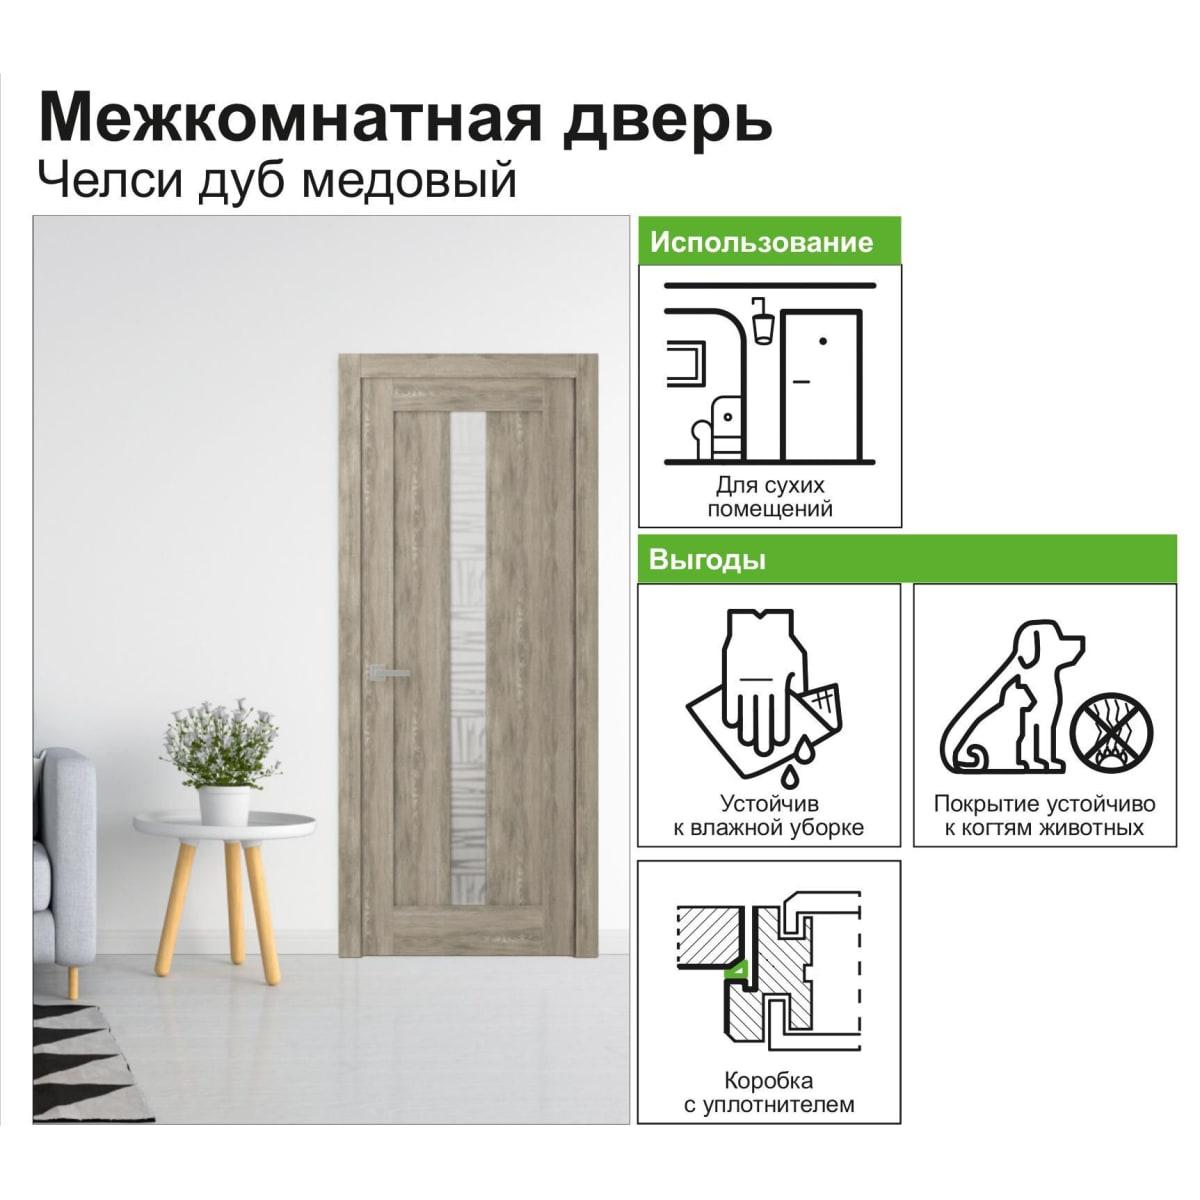 Межкомнатная дверь
Челси дуб медовый
Использование
Для сухих
помещений
Выгоды
Устойчив
к влажной уборке
Покрытие устойчиво
к когтям животных
Коробка
с уплотнителем